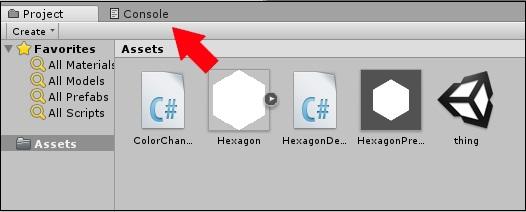 Project Console
Create
Favorites Assets
All Materials
All Models
All Prefabs
All Scripts
Assets
C# C#
ColorChan... Hexagon HexagonDe... HexagonPre... thing